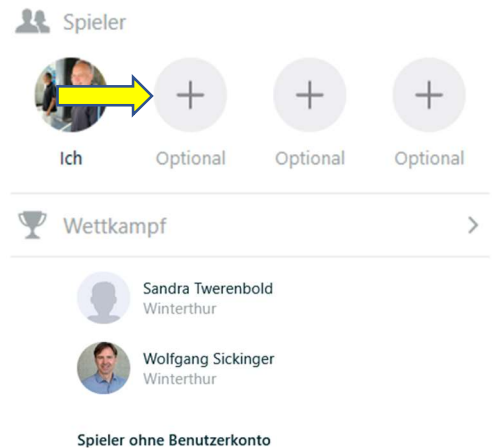 Spieler
Ich
Optional
Optional
Optional
Wettkampf
Sandra Twerenbold
Winterthur
Wolfgang Sickinger
Winterthur
Spieler ohne Benutzerkonto